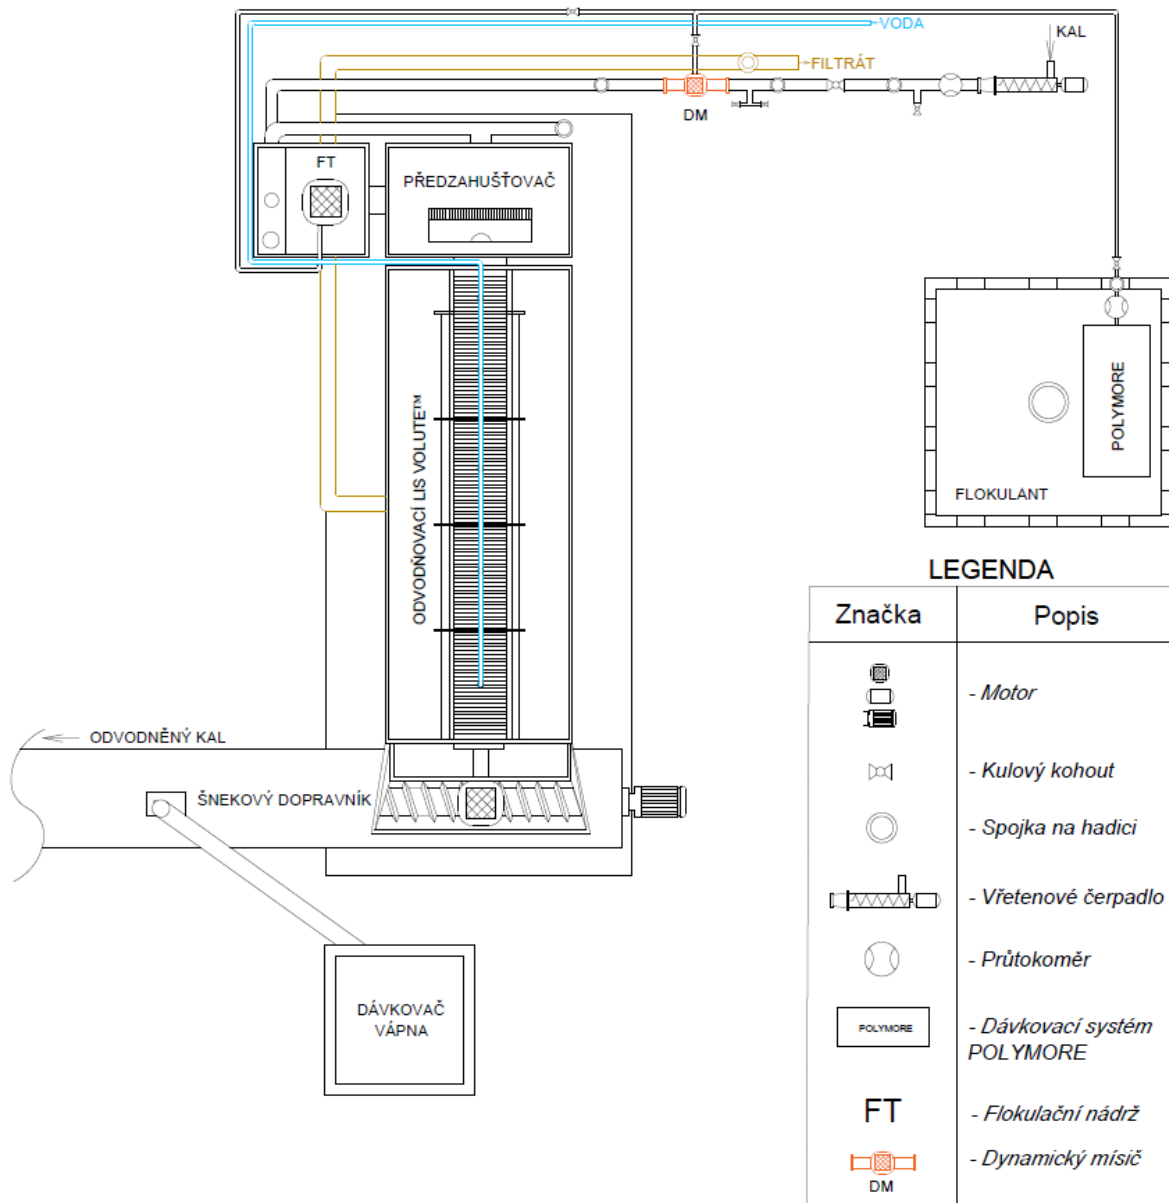 VODA
KAL
FILTRÁT
DM
FT
PŘEDZAHUŠŤOVAČ
ODVODŇOVACÍ LIS VOLUTE™
POLYMORE
FLOKULANT
ODVODNĚNÝ KAL
ŠNEKOVÝ DOPRAVNÍK
DÁVKOVAČ
VÁPNA
LEGENDA
Značka Popis
- Motor
- Kulový kohout
- Spojka na hadici
- Vřetenové čerpadlo
- Průtokoměr
POLYMORE - Dávkovací systém
POLYMORE
FT - Flokulační nádrž
- Dynamický mísič
DM